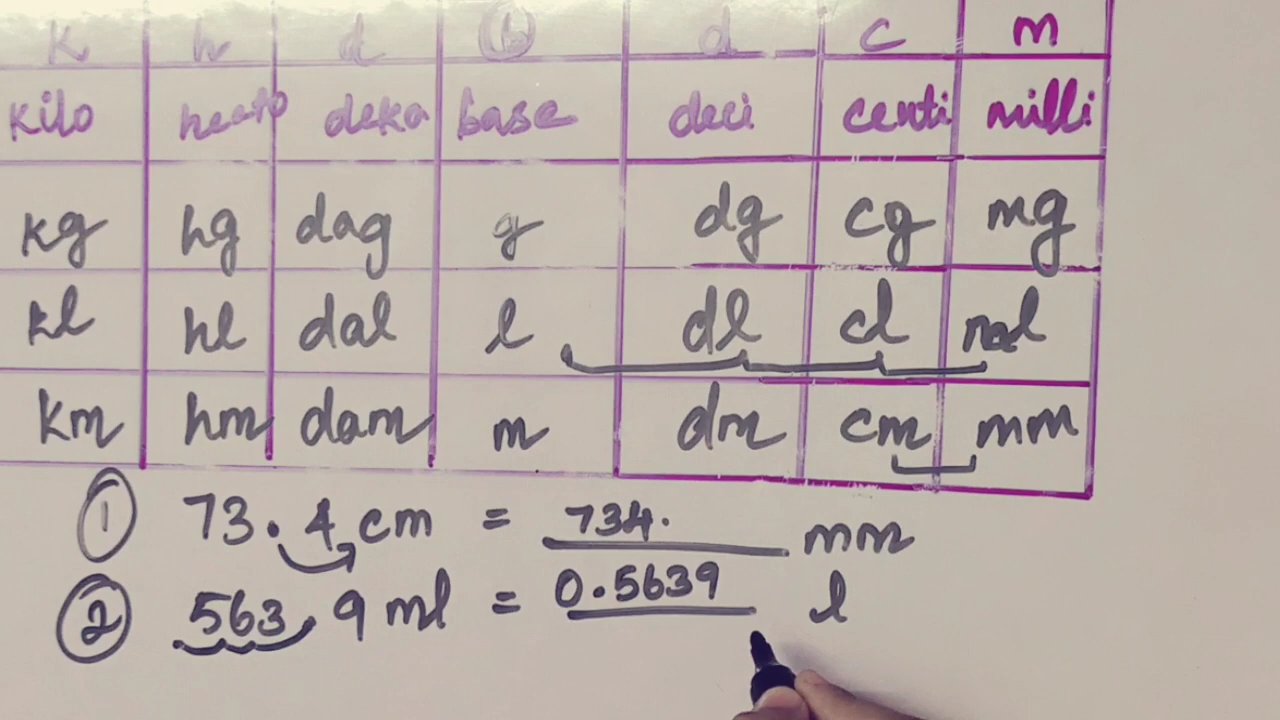 k h d b d c m
kilo hecto deka base deci centi milli
kg hg dag g dg cg mg
kl hl dal l dl cl ml
km hm dam m dm cm mm
1 73.4 cm = 734. mm
2 563.9 ml = 0.5639 l